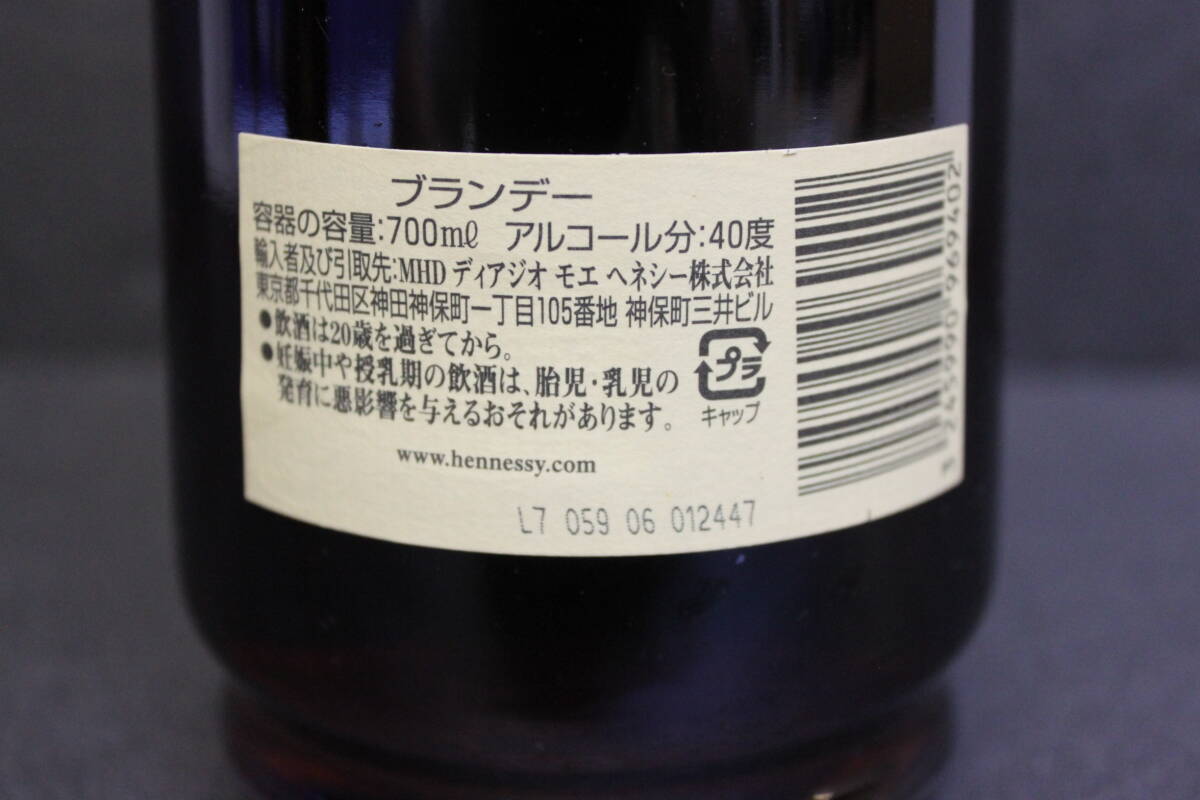 ブランデー
容器の容量:700mℓ アルコール分:40度
輸入者及び引取先:MHD ディアジオ モエ ヘネシー株式会社
東京都千代田区神田神保町一丁目105番地 神保町三井ビル
●飲酒は20歳を過ぎてから。
●妊娠中や授乳期の飲酒は、胎児・乳児の
発育に悪影響を与えるおそれがあります。
プラ
キャップ
www.hennessy.com
L7 059 06 012447
3 245990 969402